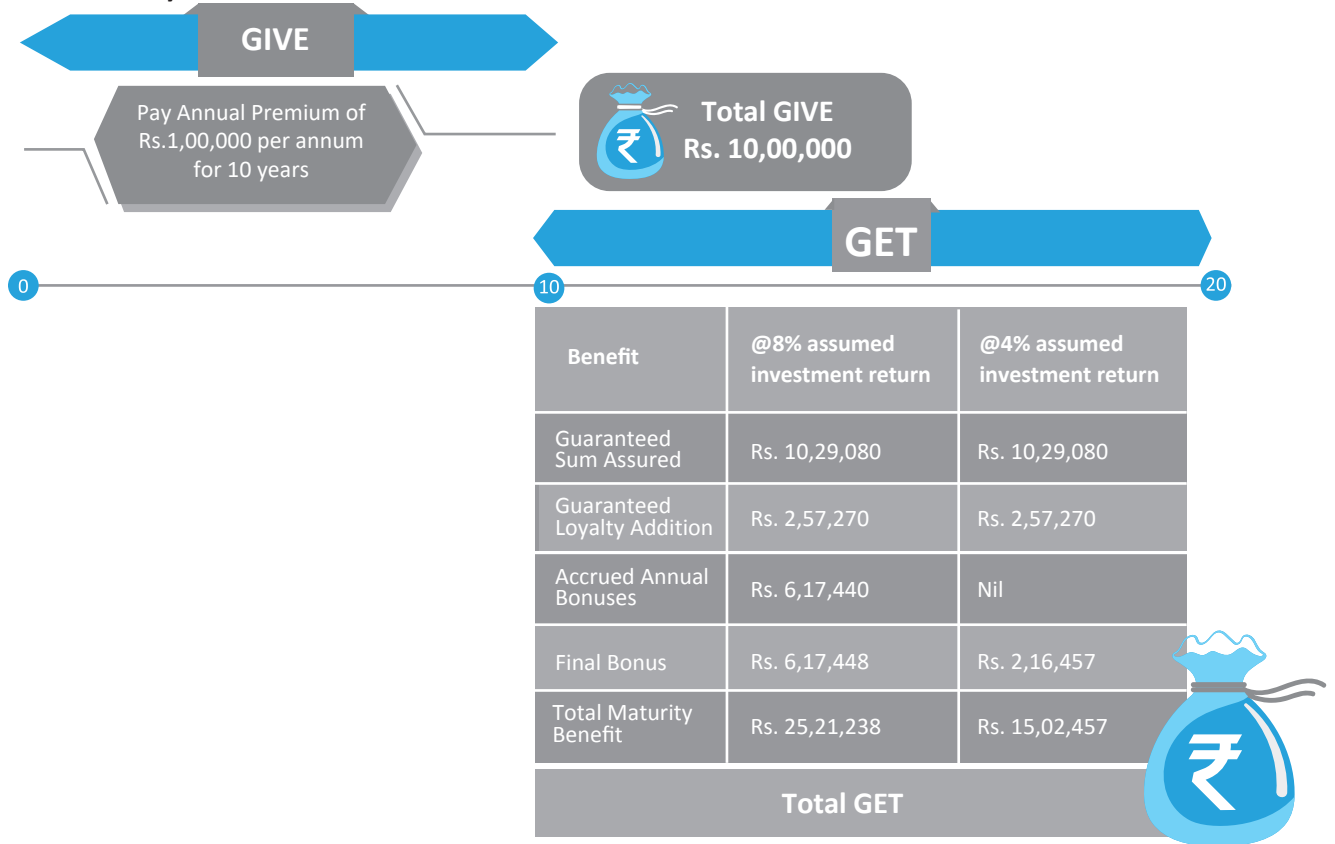 GIVE
Pay Annual Premium of
Rs.1,00,000 per annum
for 10 years
₹
Total GIVE
Rs. 10,00,000
GET
0
10
20
Benefit
@8% assumed
investment return
@4% assumed
investment return
Guaranteed
Sum Assured
Rs. 10,29,080
Rs. 10,29,080
Guaranteed
Loyalty Addition
Rs. 2,57,270
Rs. 2,57,270
Accrued Annual
Bonuses
Rs. 6,17,440
Nil
Final Bonus
Rs. 6,17,448
Rs. 2,16,457
Total Maturity
Benefit
Rs. 25,21,238
Rs. 15,02,457
₹
Total GET